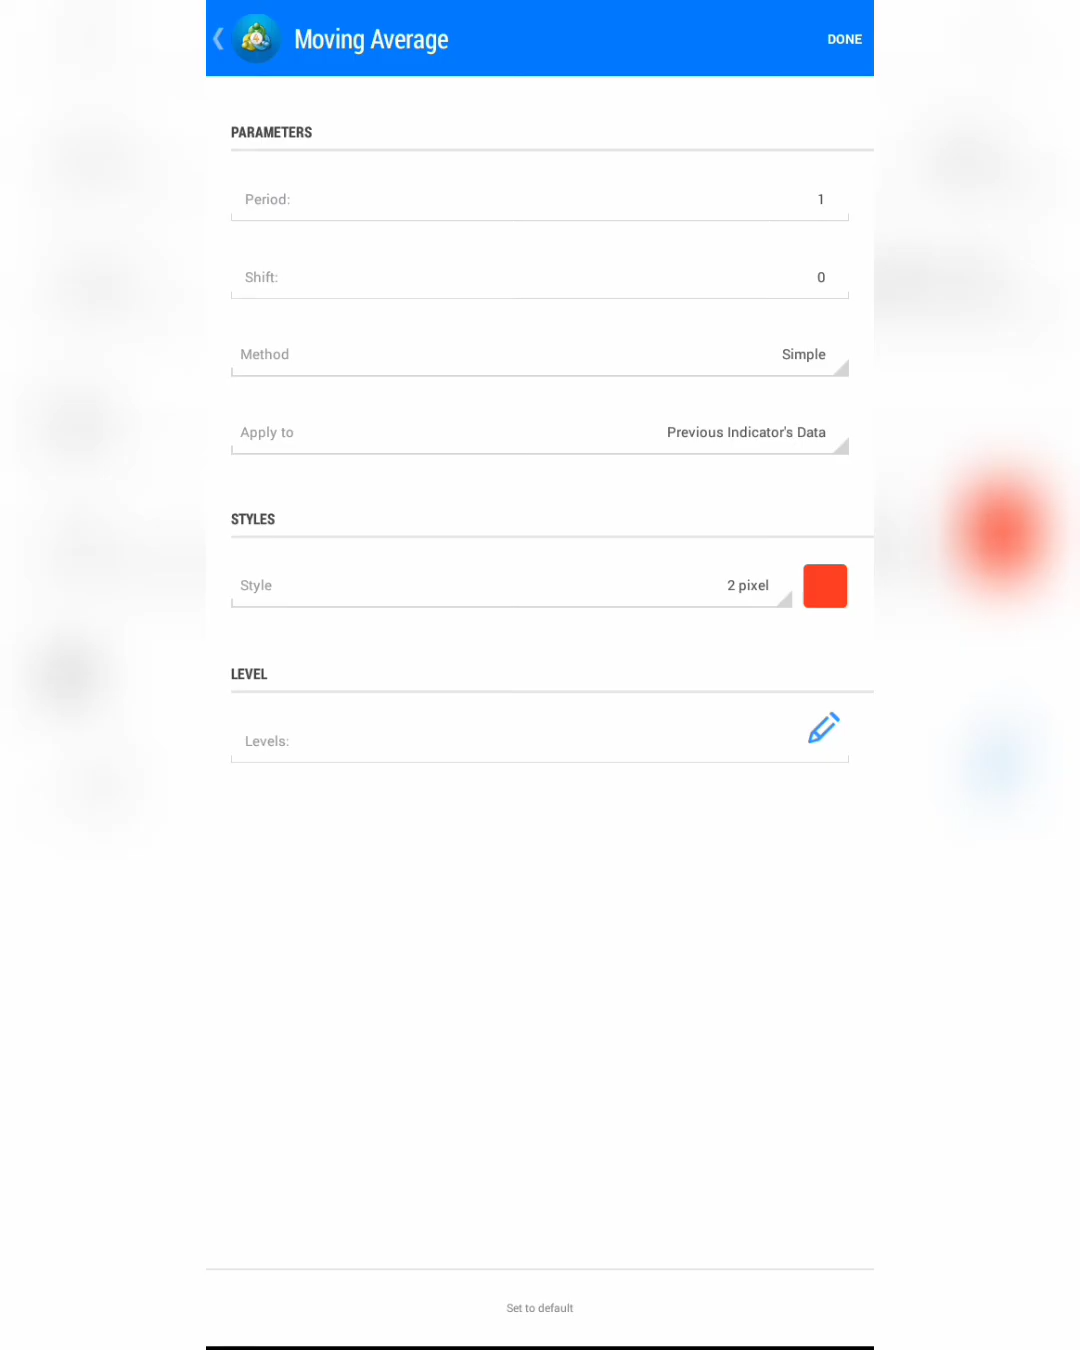 Moving Average
DONE
PARAMETERS
Period: 1
Shift: 0
Method Simple
Apply to Previous Indicator's Data
STYLES
Style 2 pixel
LEVEL
Levels:
Set to default